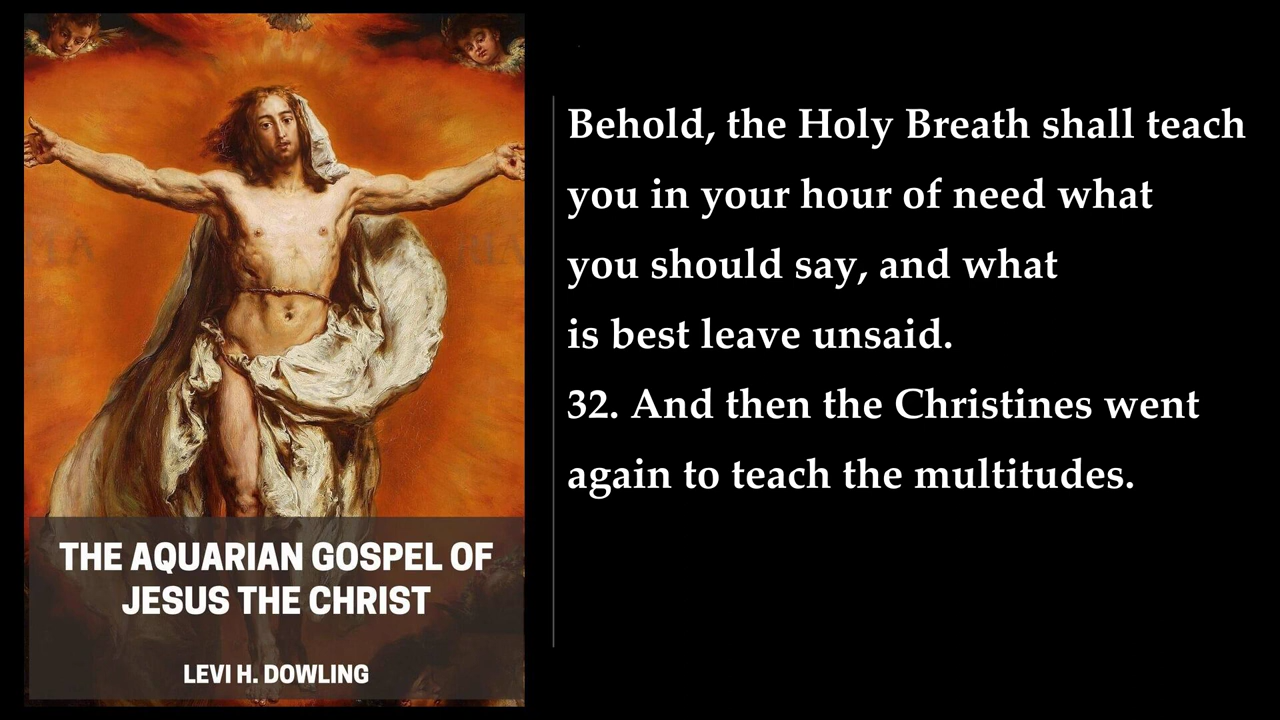 THE AQUARIAN GOSPEL OF
JESUS THE CHRIST
LEVI H. DOWLING
Behold, the Holy Breath shall teach
you in your hour of need what
you should say, and what
is best leave unsaid.
32. And then the Christines went
again to teach the multitudes.